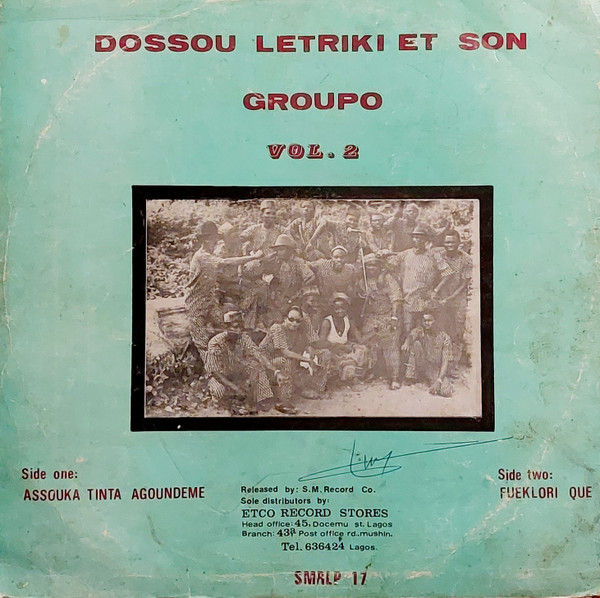 DOSSOU LETRIKI ET SON
GROUPO
VOL. 2
Side one:
ASSOUKA TINTA AGOUNDEME
Side two:
FUEKLORI QUE
Released by: S.M. Record Co.
Sole distributors by:
ETCO RECORD STORES
Head office: 45, Docemu st. Lagos
Branch: 43A Post office rd. mushin.
Tel. 636424 Lagos.
SMRLP 17